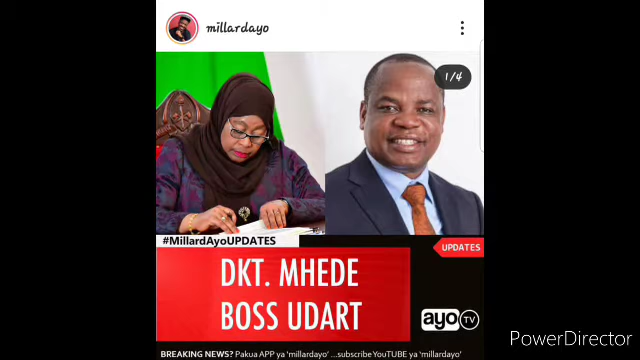 millardayo
1/4
#MillardAyoUPDATES
UPDATES
DKT. MHEDE
BOSS UDART
ayo TV
BREAKING NEWS? Pakua APP ya 'millardayo' ...subscribe YouTUBE ya 'millardayo'
PowerDirector